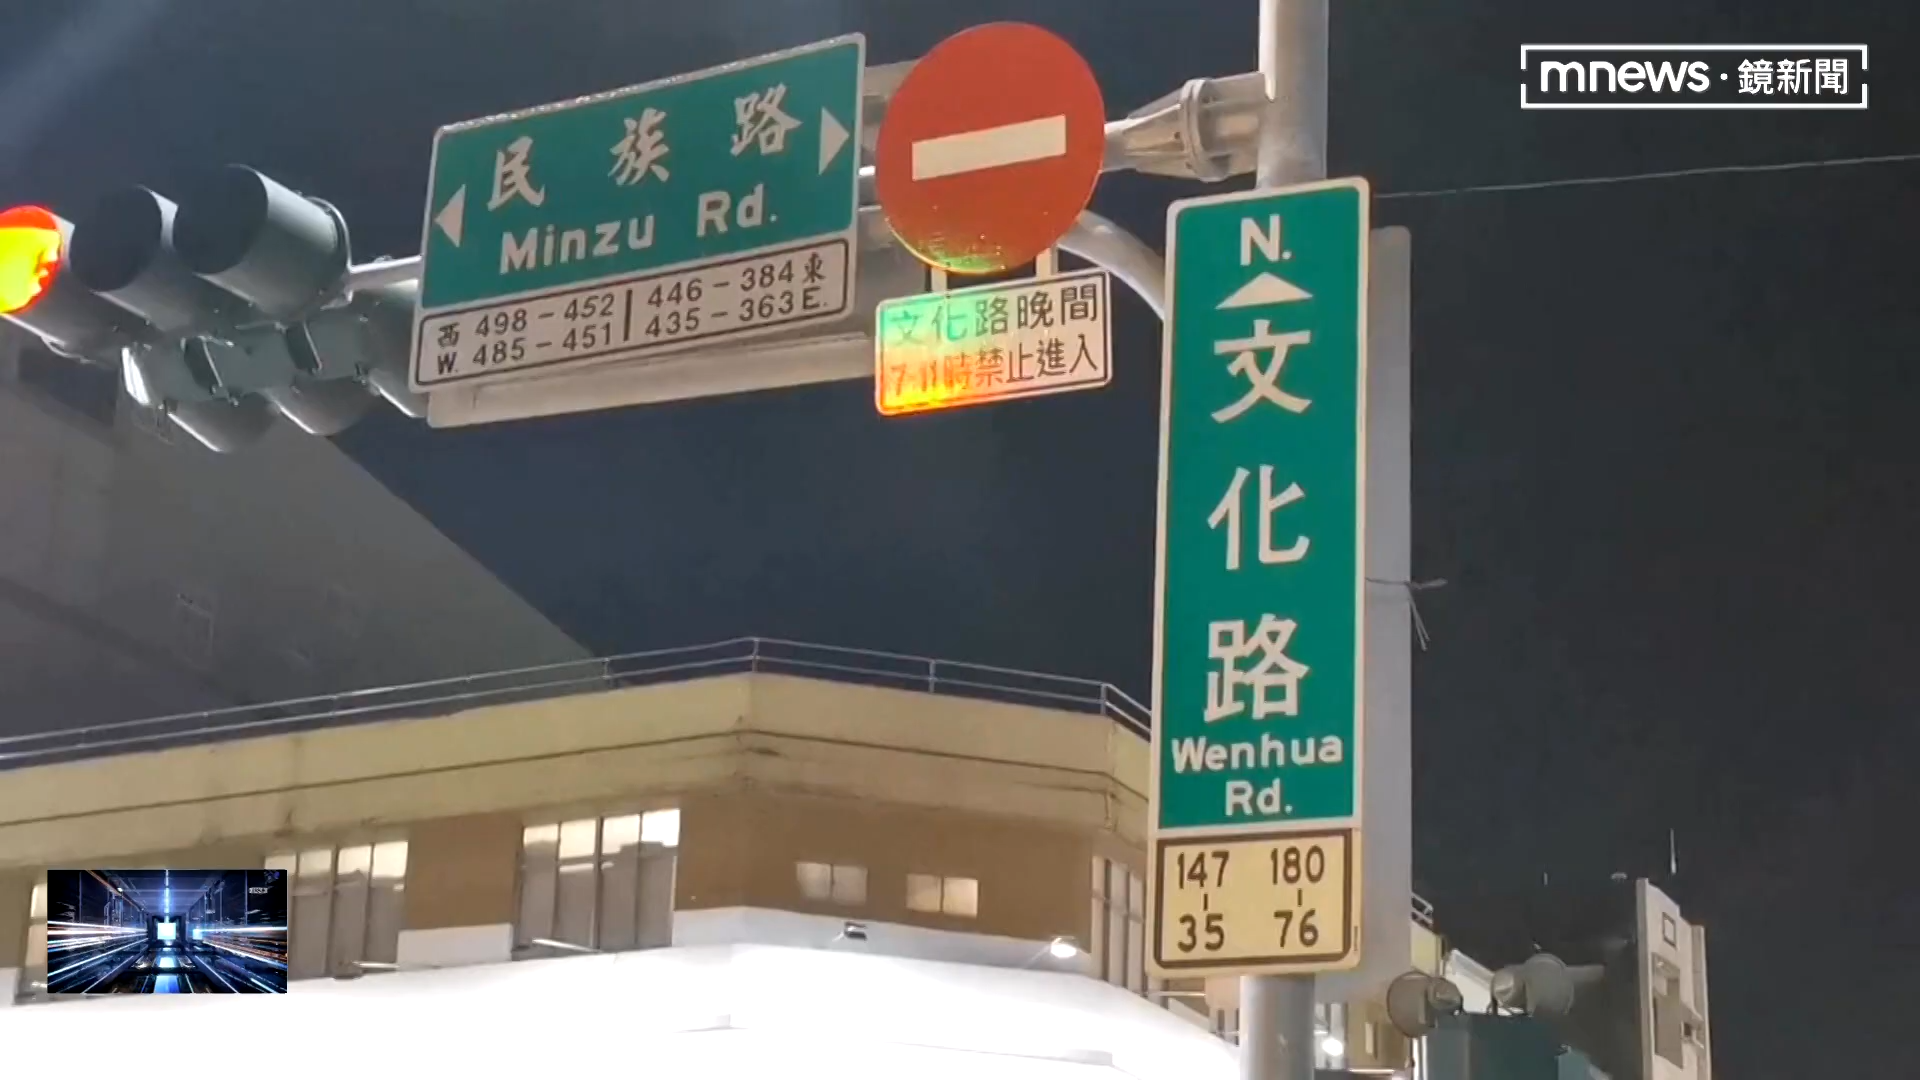 mnews · 鏡新聞
民族路
Minzu Rd.
西 498-452 446-384 東
W. 485-451 435-363 E.
文化路晚間
7-11時禁止進入
N.
文化路
Wenhua
Rd.
147 180
35 76